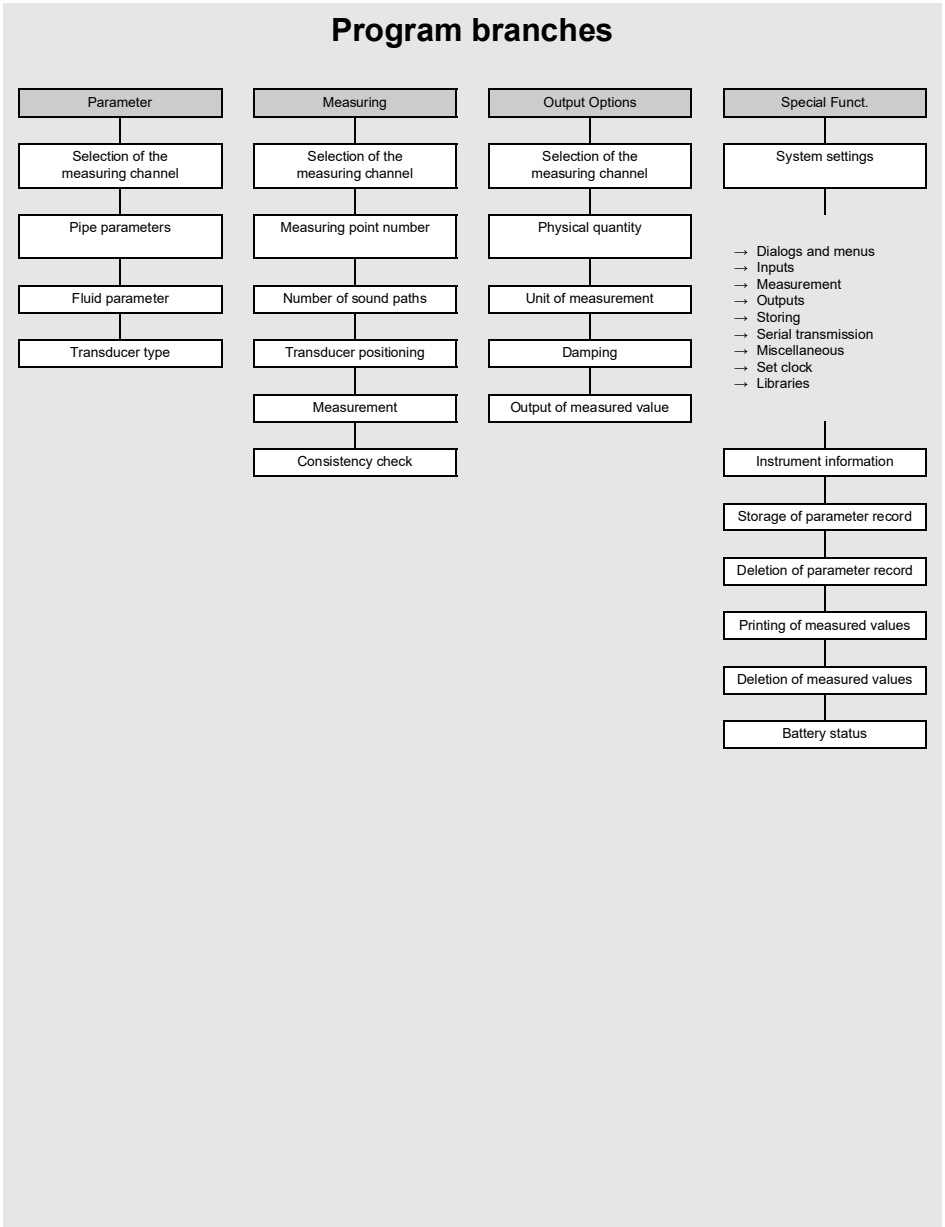 Program branches
Parameter
Selection of the
measuring channel
Pipe parameters
Fluid parameter
Transducer type
Measuring
Selection of the
measuring channel
Measuring point number
Number of sound paths
Transducer positioning
Measurement
Consistency check
Output Options
Selection of the
measuring channel
Physical quantity
Unit of measurement
Damping
Output of measured value
Special Funct.
System settings
→ Dialogs and menus
→ Inputs
→ Measurement
→ Outputs
→ Storing
→ Serial transmission
→ Miscellaneous
→ Set clock
→ Libraries
Instrument information
Storage of parameter record
Deletion of parameter record
Printing of measured values
Deletion of measured values
Battery status